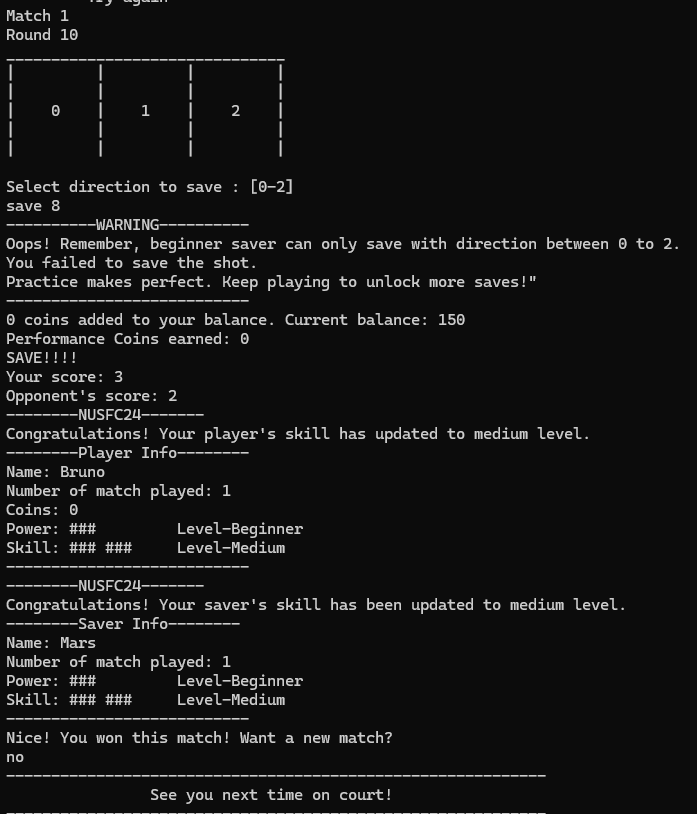 Try again
Match 1
Round 10
_______________________________
|         |         |         |
|         |         |         |
|    0    |    1    |    2    |
|         |         |         |
|         |         |         |
Select direction to save : [0-2]
save 8
----------WARNING----------
Oops! Remember, beginner saver can only save with direction between 0 to 2.
You failed to save the shot.
Practice makes perfect. Keep playing to unlock more saves!"
---------------------------
0 coins added to your balance. Current balance: 150
Performance Coins earned: 0
SAVE!!!!
Your score: 3
Opponent's score: 2
--------NUSFC24-------
Congratulations! Your player's skill has updated to medium level.
--------Player Info--------
Name: Bruno
Number of match played: 1
Coins: 0
Power: ###         Level-Beginner
Skill: ### ###     Level-Medium
---------------------------
--------NUSFC24-------
Congratulations! Your saver's skill has been updated to medium level.
--------Saver Info--------
Name: Mars
Number of match played: 1
Power: ###         Level-Beginner
Skill: ### ###     Level-Medium
---------------------------
Nice! You won this match! Want a new match?
no
------------------------------------------------------------
                See you next time on court!
------------------------------------------------------------